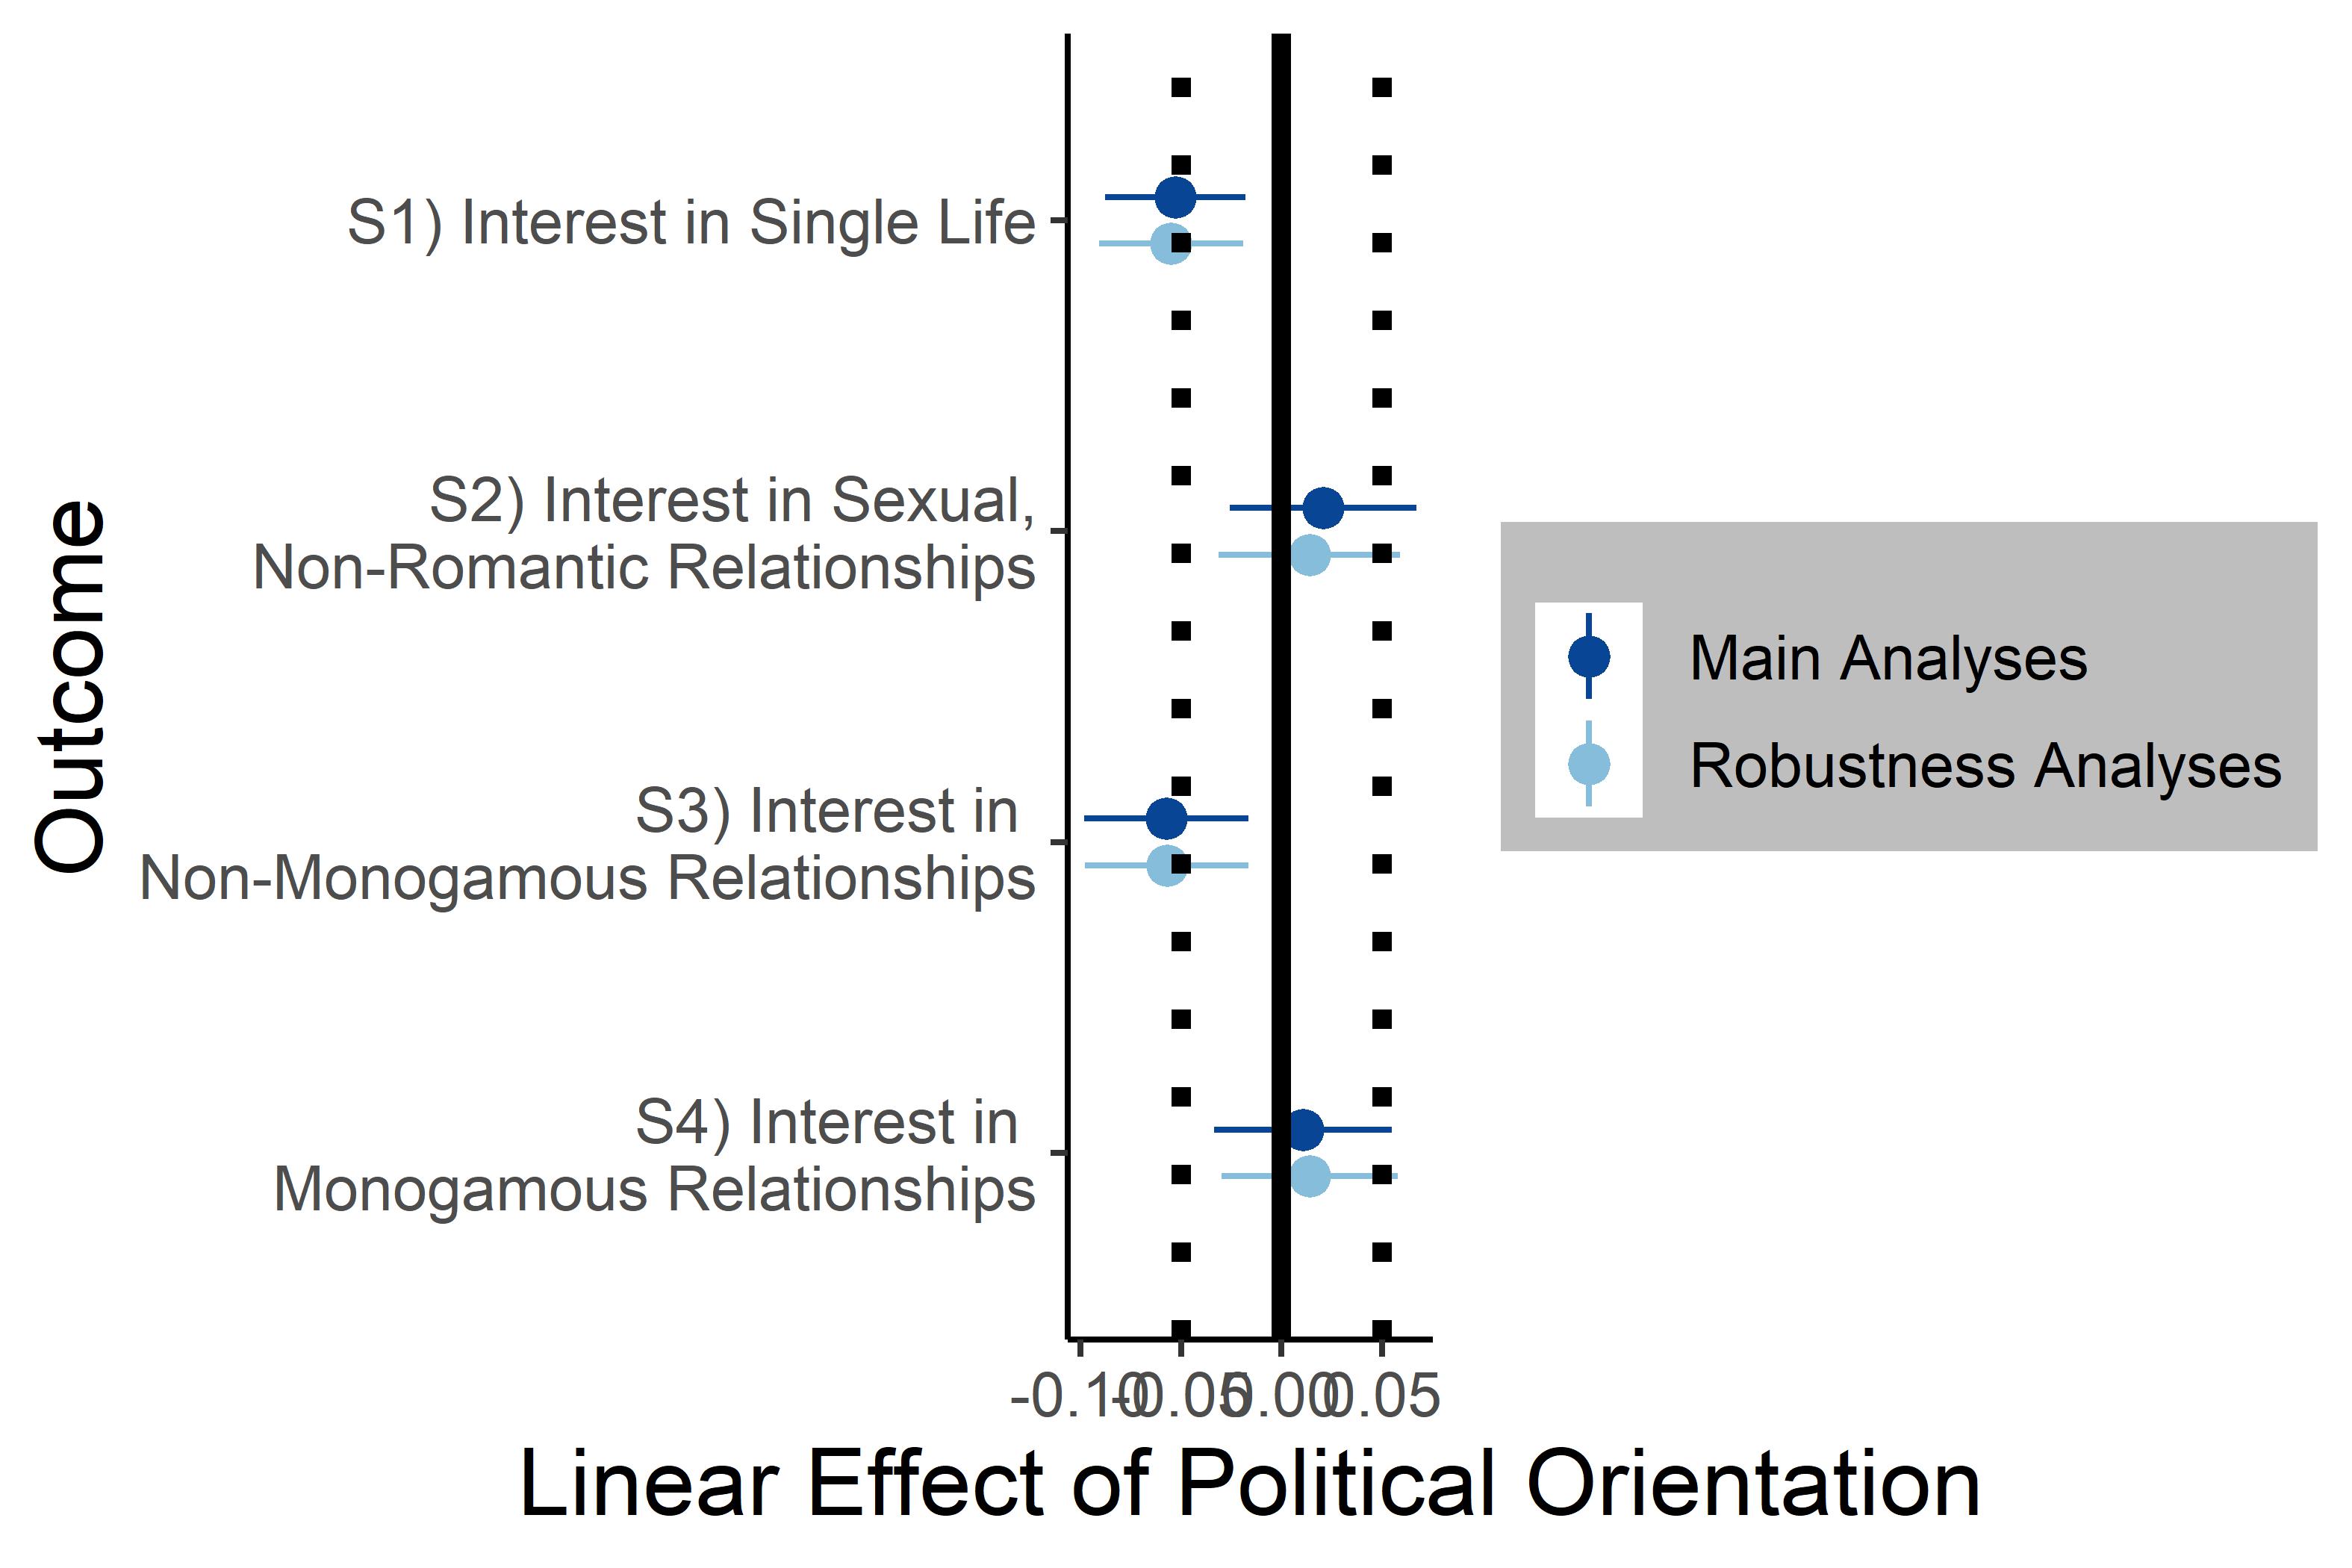 Outcome
S1) Interest in Single Life
S2) Interest in Sexual,
Non-Romantic Relationships
S3) Interest in
Non-Monogamous Relationships
S4) Interest in
Monogamous Relationships
-0.10 -0.05 0.00 0.05
Linear Effect of Political Orientation
Main Analyses
Robustness Analyses